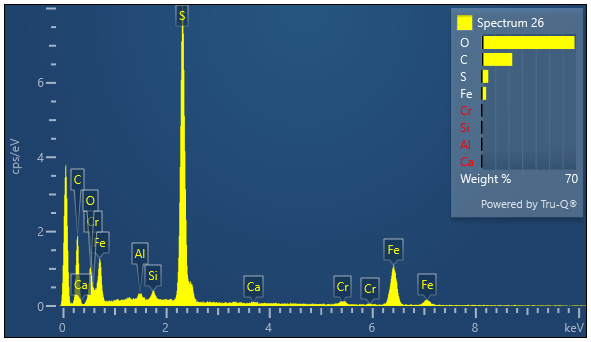 Spectrum 26
O
C
S
Fe
Cr
Si
Al
Ca
Weight % 70
Powered by Tru-Q®
cps/eV
6
4
2
0
S
C
O
Cr
Fe
Ca
Al
Si
Ca
Cr
Cr
Fe
Fe
0 2 4 6 8 keV